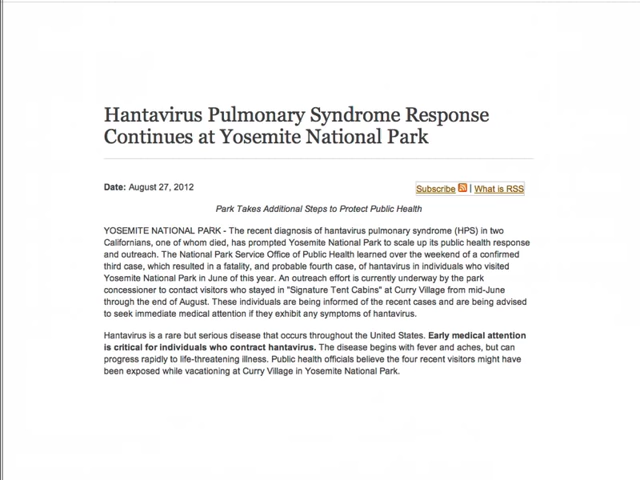 Hantavirus Pulmonary Syndrome Response
Continues at Yosemite National Park
Date: August 27, 2012
Subscribe | What is RSS
Park Takes Additional Steps to Protect Public Health
YOSEMITE NATIONAL PARK - The recent diagnosis of hantavirus pulmonary syndrome (HPS) in two
Californians, one of whom died, has prompted Yosemite National Park to scale up its public health response
and outreach. The National Park Service Office of Public Health learned over the weekend of a confirmed
third case, which resulted in a fatality, and probable fourth case, of hantavirus in individuals who visited
Yosemite National Park in June of this year. An outreach effort is currently underway by the park
concessioner to contact visitors who stayed in "Signature Tent Cabins" at Curry Village from mid-June
through the end of August. These individuals are being informed of the recent cases and are being advised
to seek immediate medical attention if they exhibit any symptoms of hantavirus.
Hantavirus is a rare but serious disease that occurs throughout the United States. Early medical attention
is critical for individuals who contract hantavirus. The disease begins with fever and aches, but can
progress rapidly to life-threatening illness. Public health officials believe the four recent visitors might have
been exposed while vacationing at Curry Village in Yosemite National Park.